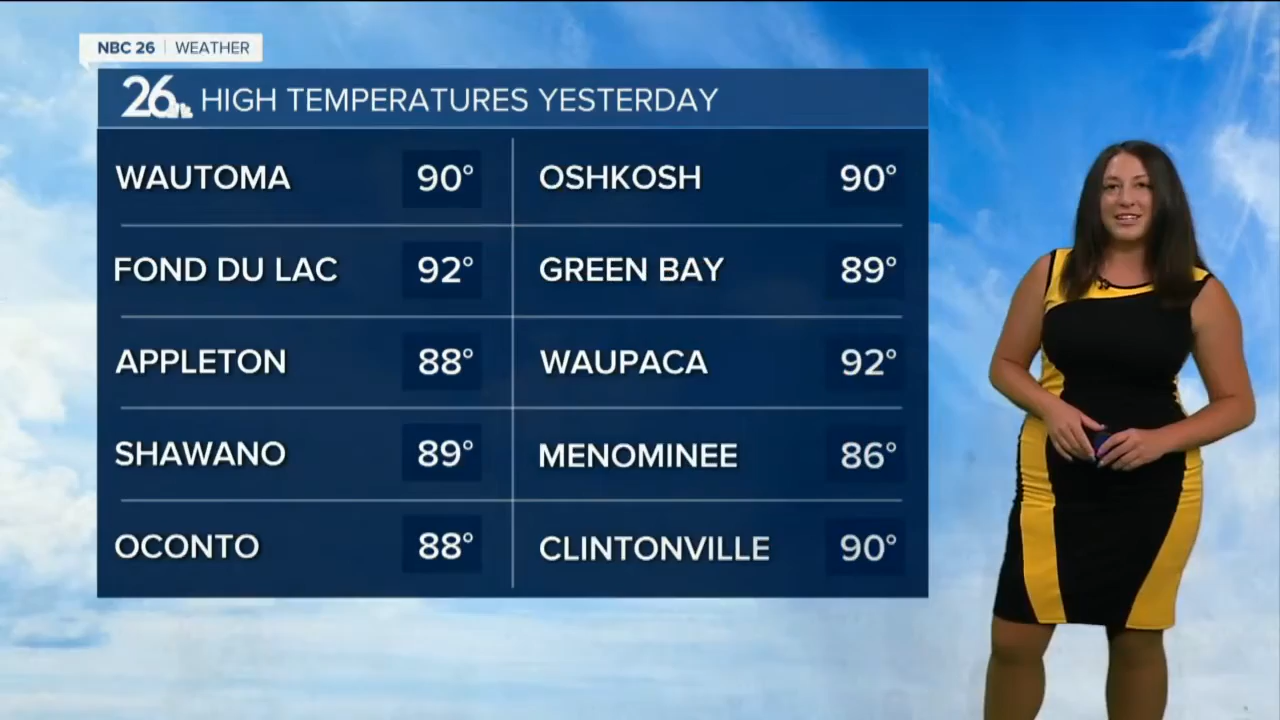 NBC 26 | WEATHER
26 HIGH TEMPERATURES YESTERDAY
WAUTOMA 90° OSHKOSH 90°
FOND DU LAC 92° GREEN BAY 89°
APPLETON 88° WAUPACA 92°
SHAWANO 89° MENOMINEE 86°
OCONTO 88° CLINTONVILLE 90°